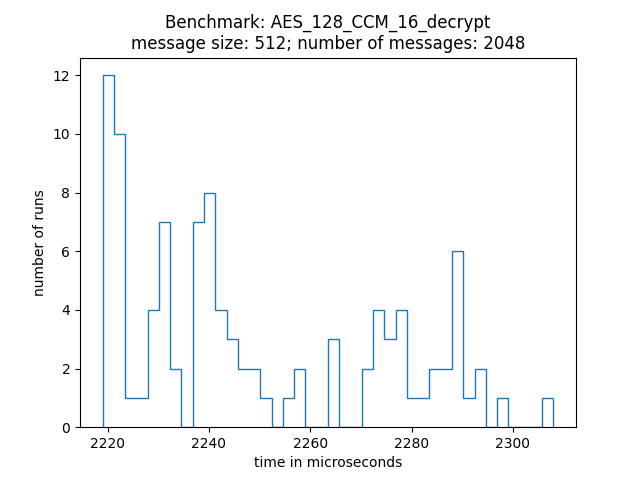 Benchmark: AES_128_CCM_16_decrypt
message size: 512; number of messages: 2048
12
10
8
6
4
2
0
number of runs
2220 2240 2260 2280 2300
time in microseconds